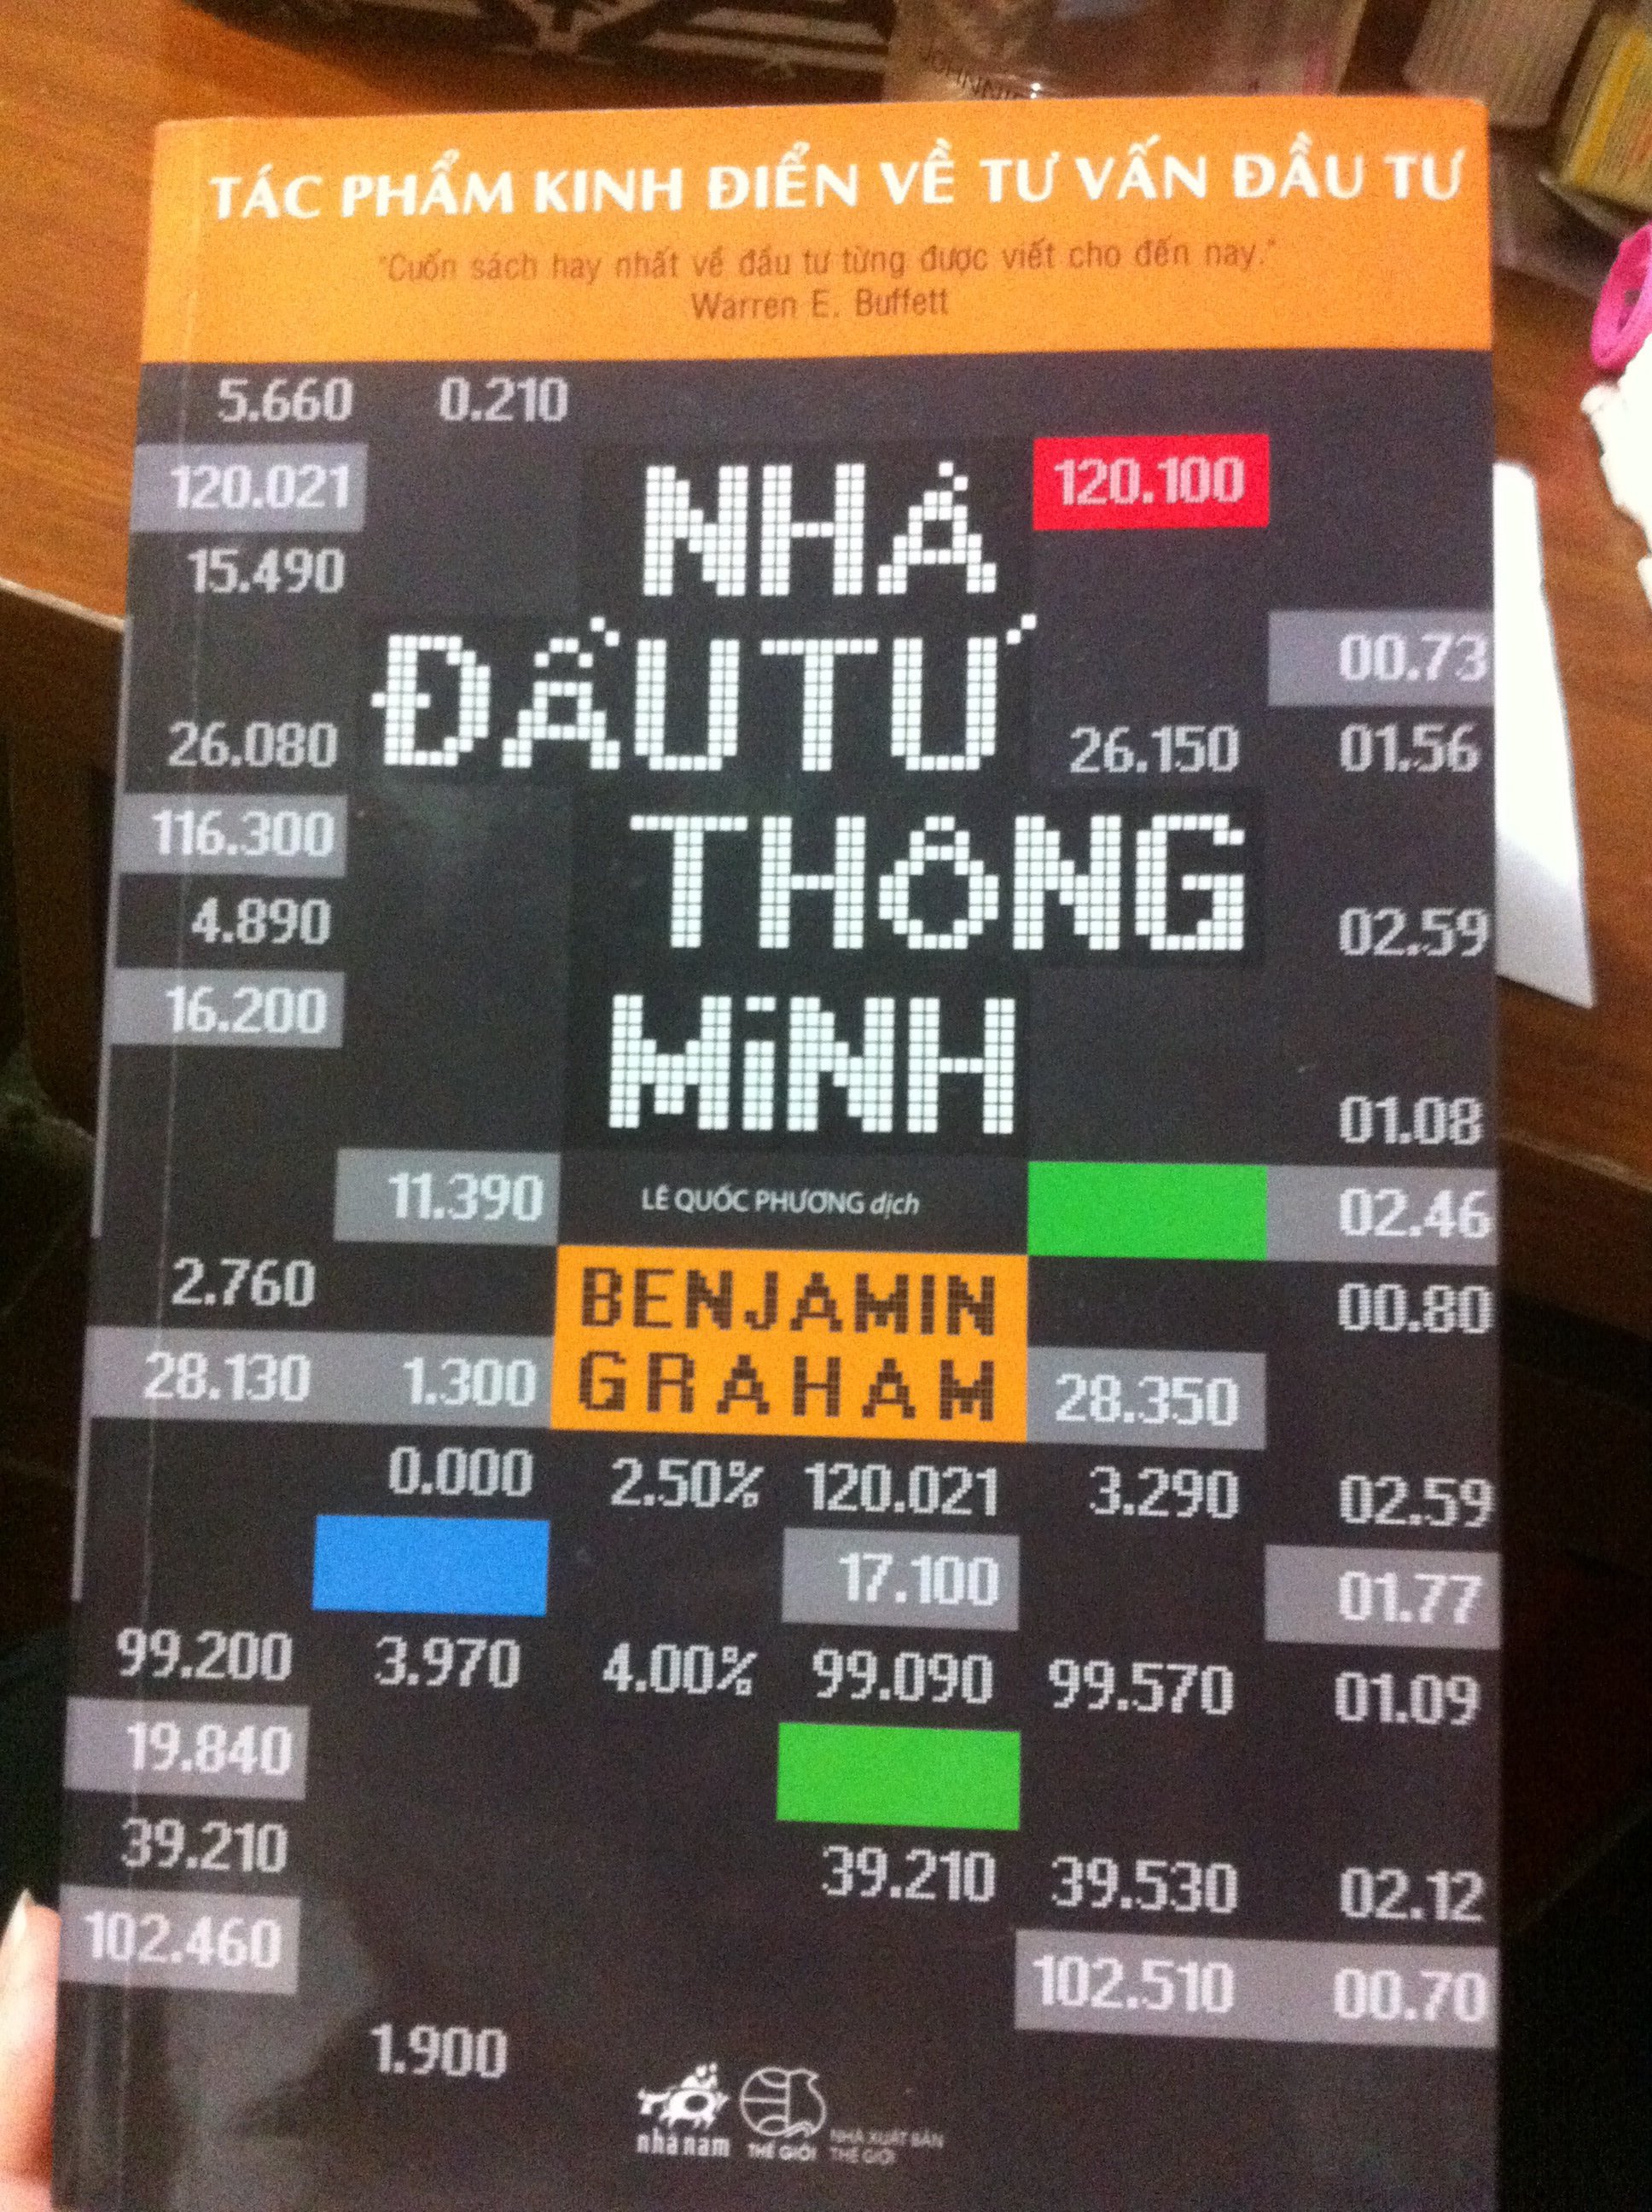 JOHNNIE
TÁC PHẨM KINH ĐIỂN VỀ TƯ VẤN ĐẦU TƯ
"Cuốn sách hay nhất về đầu tư từng được viết cho đến nay."
Warren E. Buffett
5.660 0.210
120.021 120.100
NHÀ
15.490
ĐẦU TƯ
00.73
26.080 26.150 01.56
116.300
THÔNG
4.890 02.59
16.200
MINH
01.08
11.390 LÊ QUỐC PHƯƠNG dịch 02.46
2.760 BENJAMIN 00.80
28.130 1.300 GRAHAM 28.350
0.000 2.50% 120.021 3.290 02.59
17.100 01.77
99.200 3.970 4.00% 99.090 99.570 01.09
19.840
39.210 39.210 39.530 02.12
102.460 102.510 00.70
1.900
nhã nam THẾ GIỚI NHÀ XUẤT BẢN
THẾ GIỚI